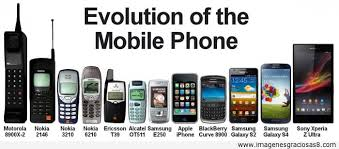 Evolution of the
Mobile Phone
Motorola
8900X-2
Nokia
2146
Nokia
3210
Nokia
6210
Ericsson
T39
Alcatel
OT511
Samsung
E250
Apple
iPhone
BlackBerry
Curve 8900
Samsung
Galaxy S2
Samsung
Galaxy S4
Sony Xperia
Z Ultra
www.imagenesgraciosas8.com